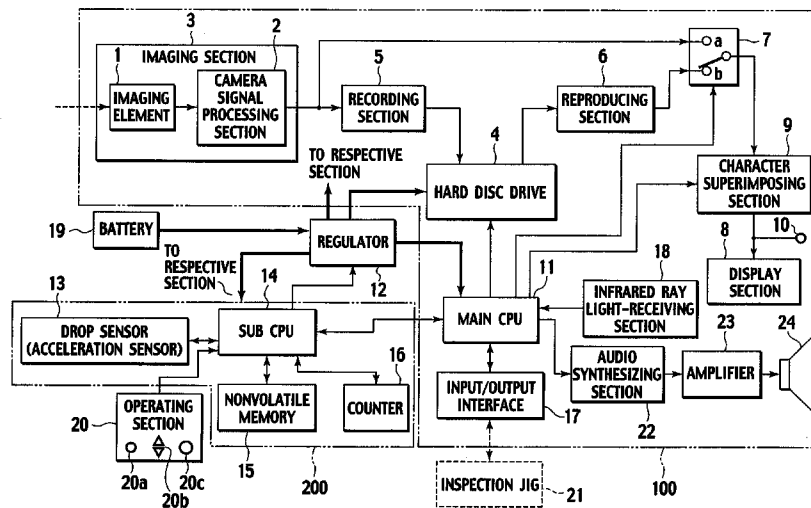 3
2
IMAGING SECTION
1
IMAGING
ELEMENT
CAMERA
SIGNAL
PROCESSING
SECTION
5
RECORDING
SECTION
6
REPRODUCING
SECTION
a
b
7
TO RESPECTIVE
SECTION
4
HARD DISC DRIVE
9
CHARACTER
SUPERIMPOSING
SECTION
10
8
DISPLAY
SECTION
19
BATTERY
REGULATOR
12
TO
RESPECTIVE
SECTION
13
DROP SENSOR
(ACCELERATION SENSOR)
14
SUB CPU
11
MAIN CPU
18
INFRARED RAY
LIGHT-RECEIVING
SECTION
16
COUNTER
NONVOLATILE
MEMORY
15
INPUT/OUTPUT
INTERFACE
17
AUDIO
SYNTHESIZING
SECTION
22
23
AMPLIFIER
24
20
OPERATING
SECTION
20a
20b
20c
200
INSPECTION JIG
21
100